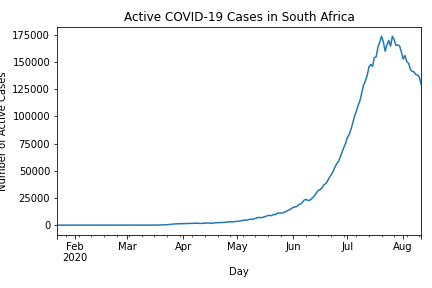 Active COVID-19 Cases in South Africa
175000
150000
125000
100000
75000
50000
25000
0
Number of Active Cases
Feb Mar Apr May Jun Jul Aug
2020
Day